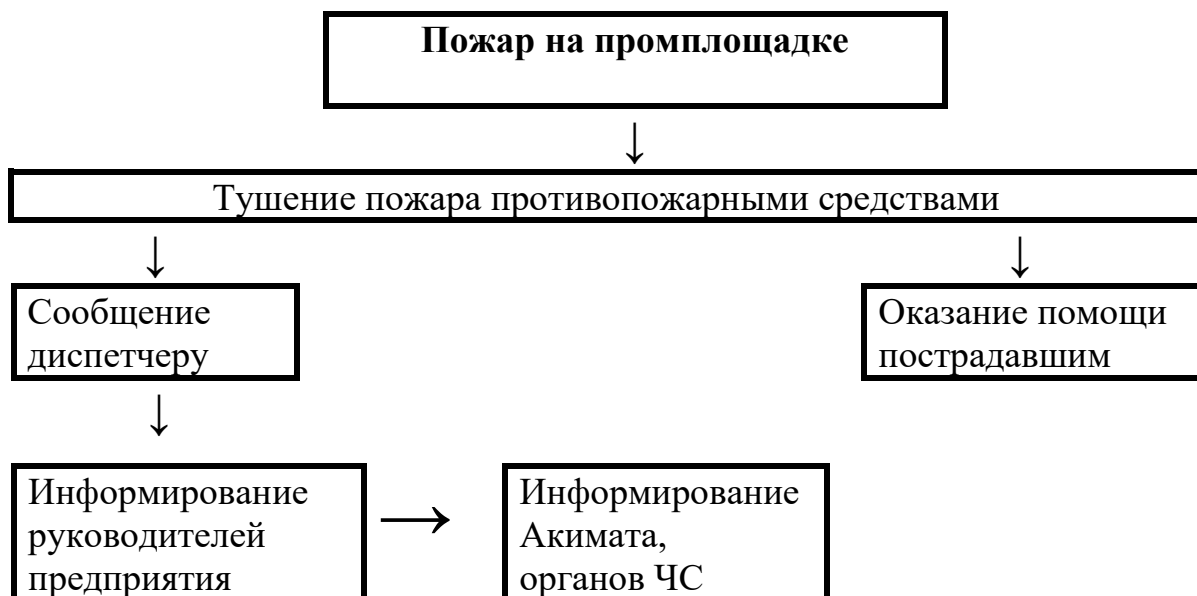 Пожар на промплощадке
Тушение пожара противопожарными средствами
Сообщение
диспетчеру
Оказание помощи
пострадавшим
Информирование
руководителей
предприятия
Информирование
Акимата,
органов ЧС